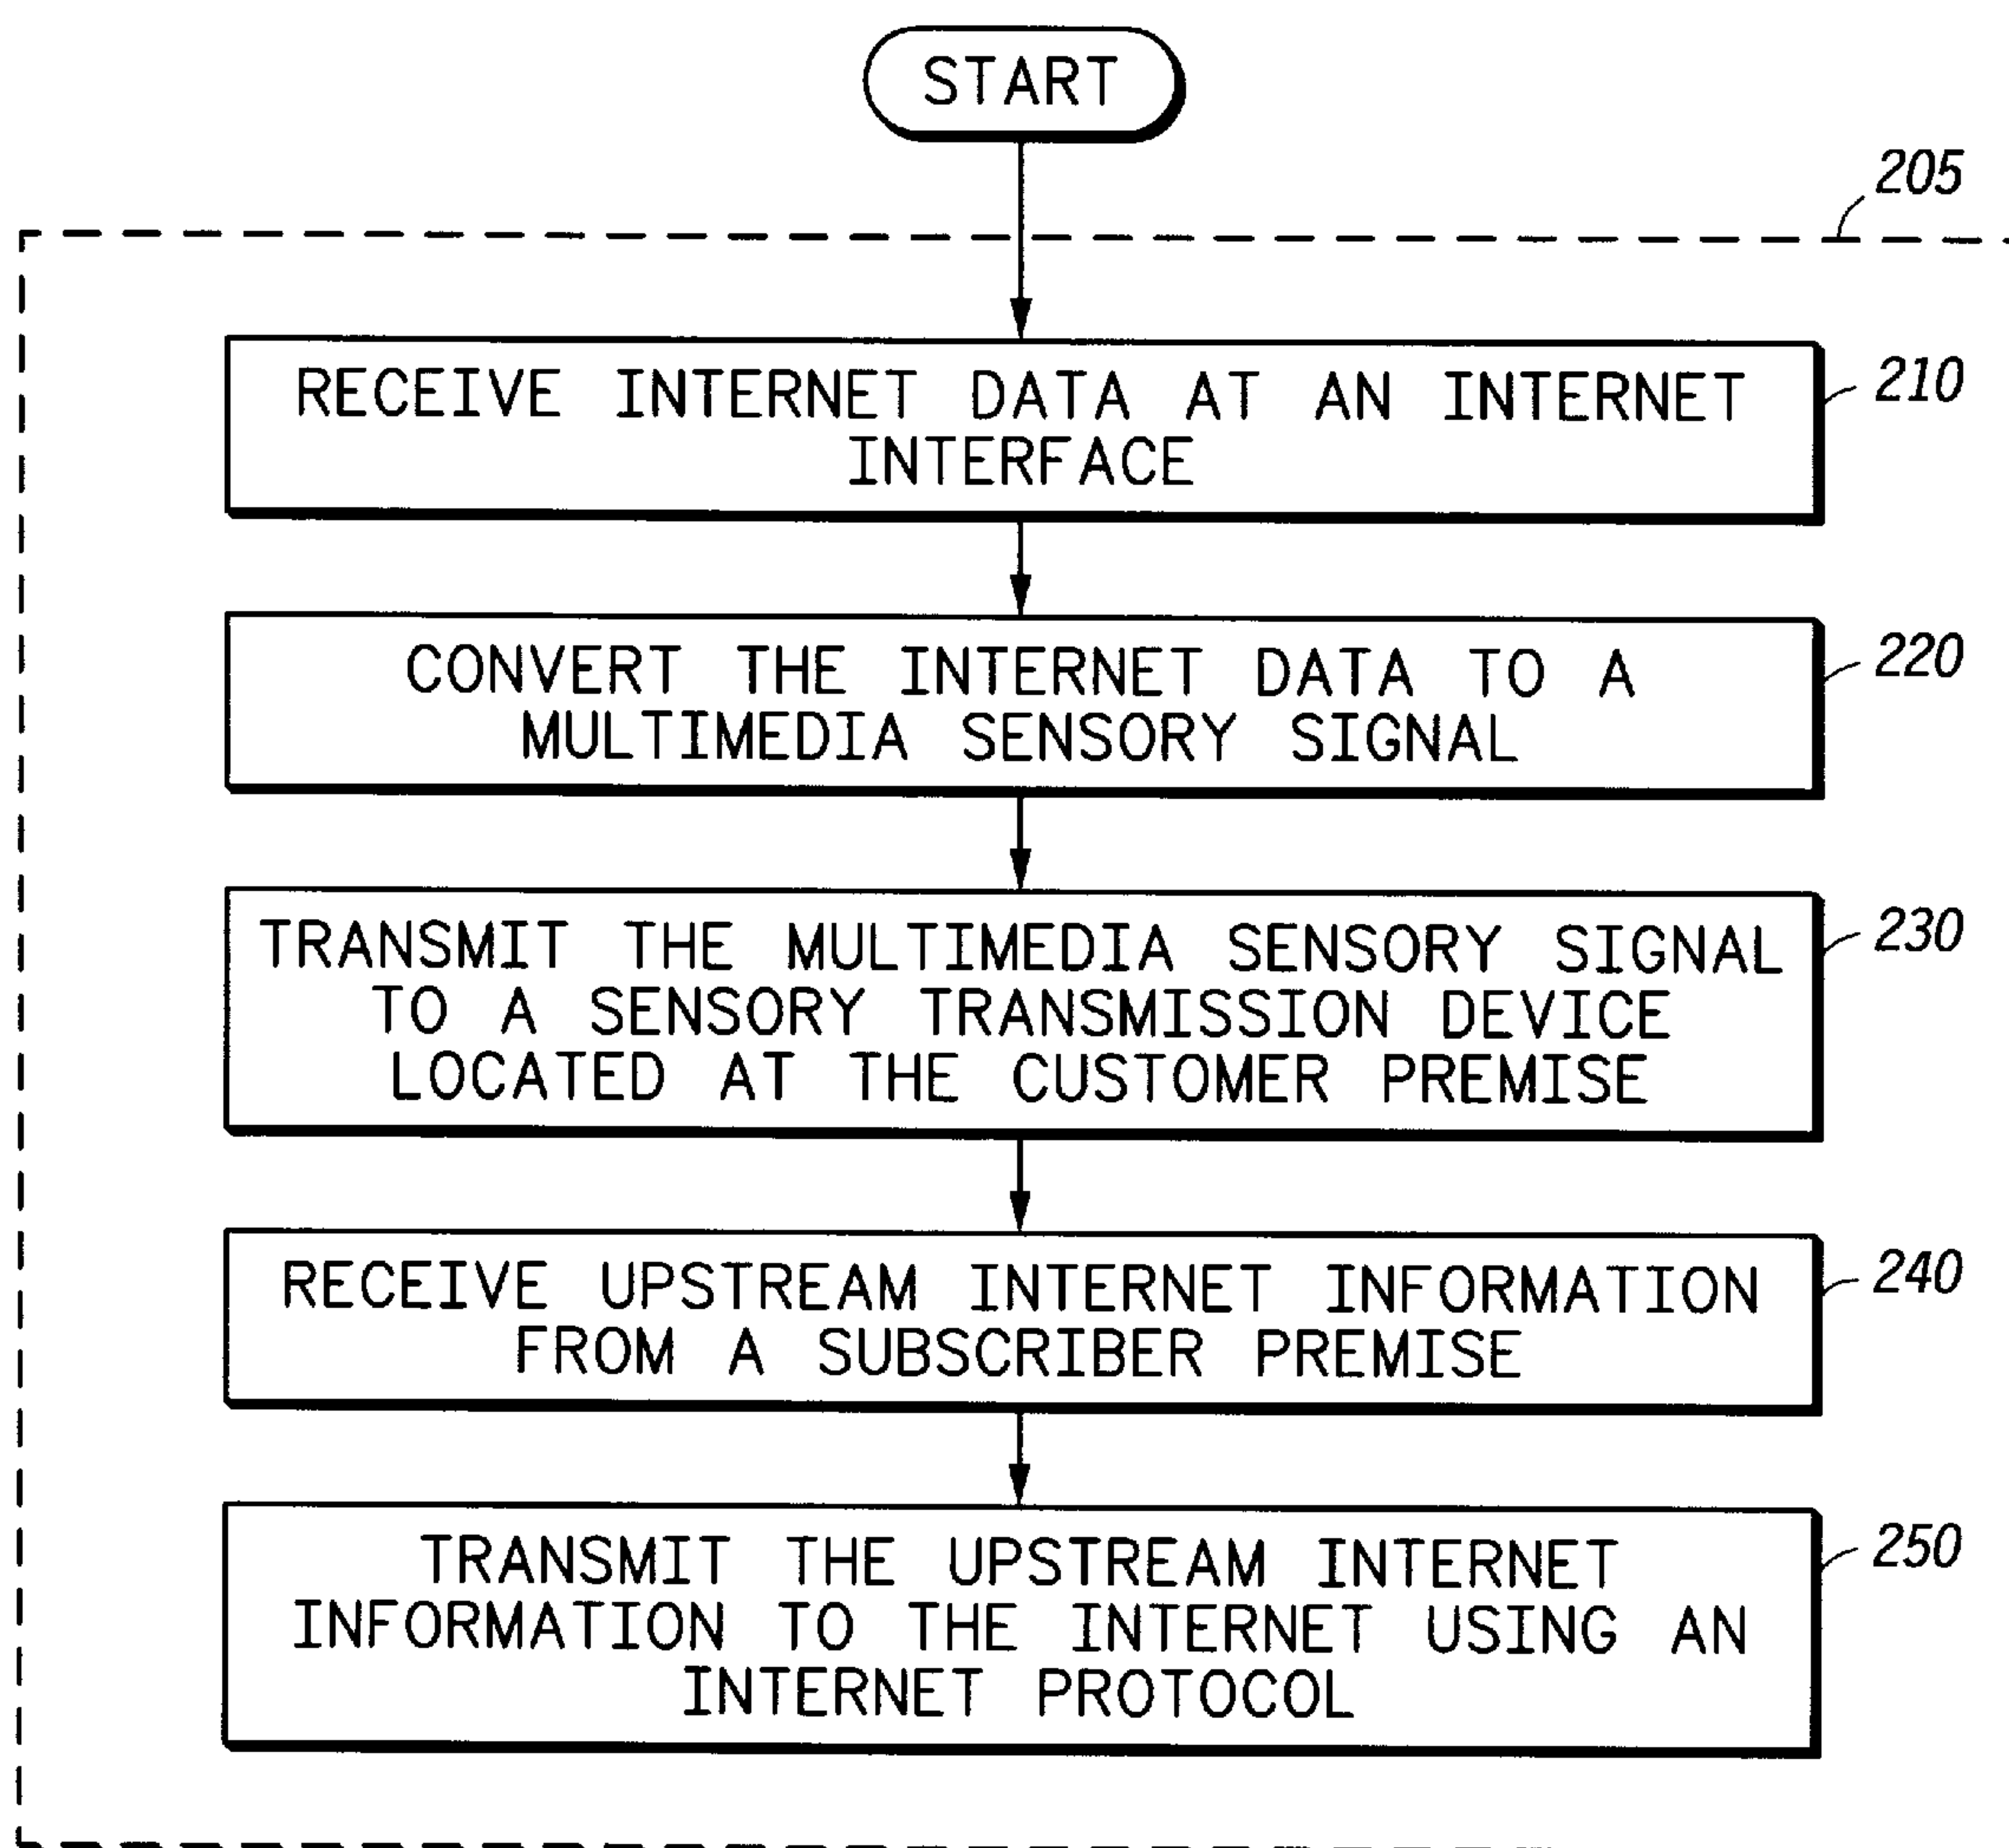 START
205
RECEIVE INTERNET DATA AT AN INTERNET
INTERFACE
210
CONVERT THE INTERNET DATA TO A
MULTIMEDIA SENSORY SIGNAL
220
TRANSMIT THE MULTIMEDIA SENSORY SIGNAL
TO A SENSORY TRANSMISSION DEVICE
LOCATED AT THE CUSTOMER PREMISE
230
RECEIVE UPSTREAM INTERNET INFORMATION
FROM A SUBSCRIBER PREMISE
240
TRANSMIT THE UPSTREAM INTERNET
INFORMATION TO THE INTERNET USING AN
INTERNET PROTOCOL
250